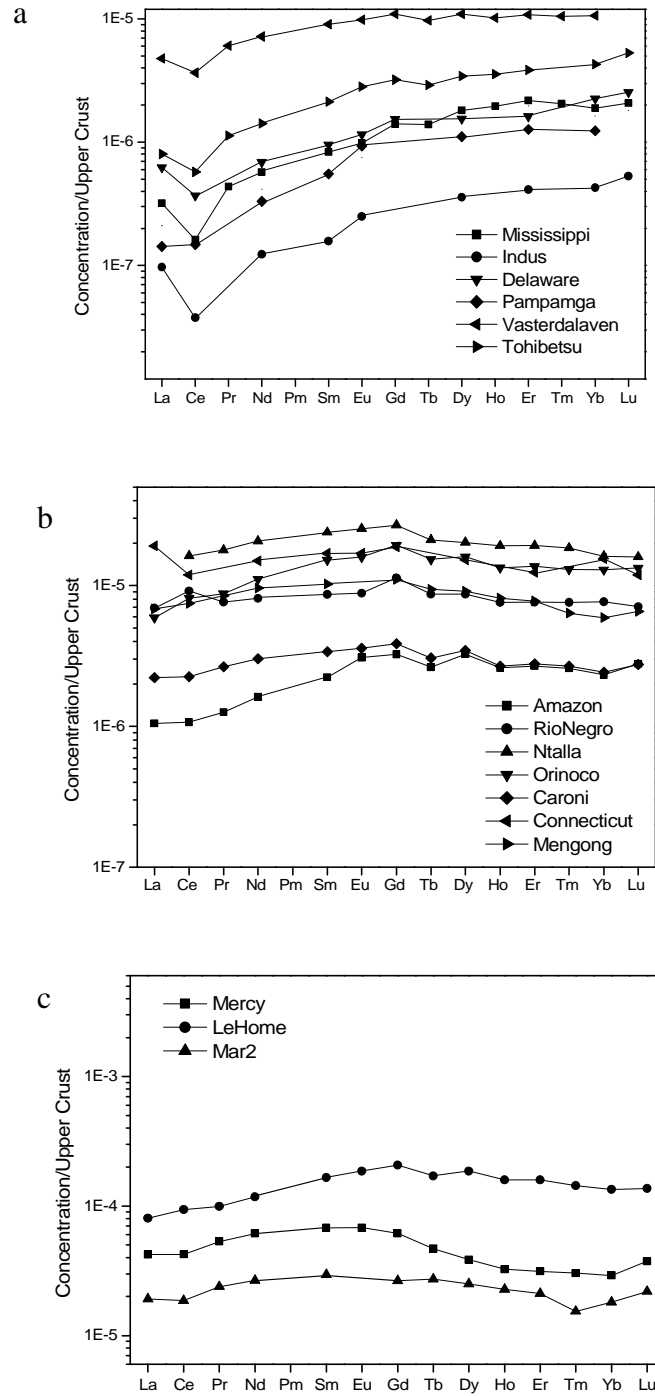 a
1E-5
1E-6
1E-7
Concentration/Upper Crust
Mississippi
Indus
Delaware
Pampamga
Vasterdalaven
Tohibetsu
La Ce Pr Nd Pm Sm Eu Gd Tb Dy Ho Er Tm Yb Lu
b
1E-5
1E-6
1E-7
Concentration/Upper Crust
Amazon
RioNegro
Ntalla
Orinoco
Caroni
Connecticut
Mengong
La Ce Pr Nd Pm Sm Eu Gd Tb Dy Ho Er Tm Yb Lu
c
Mercy
LeHome
Mar2
1E-3
1E-4
1E-5
Concentration/Upper Crust
La Ce Pr Nd Pm Sm Eu Gd Tb Dy Ho Er Tm Yb Lu